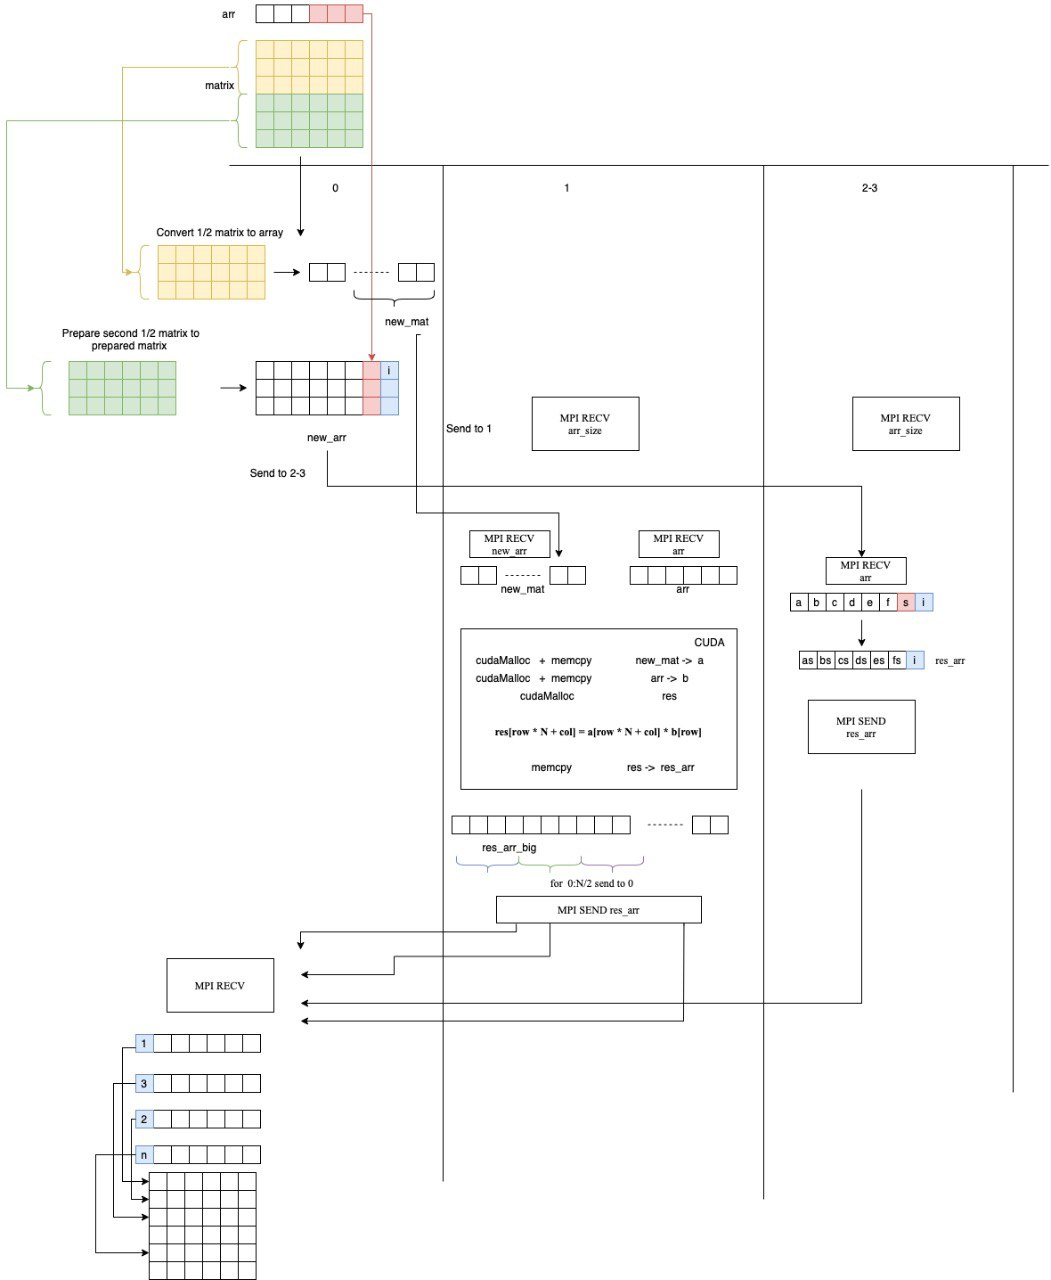 arr
matrix
0
1
2-3
Convert 1/2 matrix to array
new_mat
Prepare second 1/2 matrix to
prepared matrix
i
new_arr
Send to 1
Send to 2-3
MPI RECV
arr_size
MPI RECV
arr_size
MPI RECV
new_arr
MPI RECV
arr
new_mat
arr
MPI RECV
arr
a b c d e f s i
as bs cs ds es fs i
res_arr
MPI SEND
res_arr
CUDA
cudaMalloc + memcpy new_mat -> a
cudaMalloc + memcpy arr -> b
cudaMalloc res
res[row * N + col] = a[row * N + col] * b[row]
memcpy res -> res_arr
res_arr_big
for 0:N/2 send to 0
MPI SEND res_arr
MPI RECV
1
3
2
n